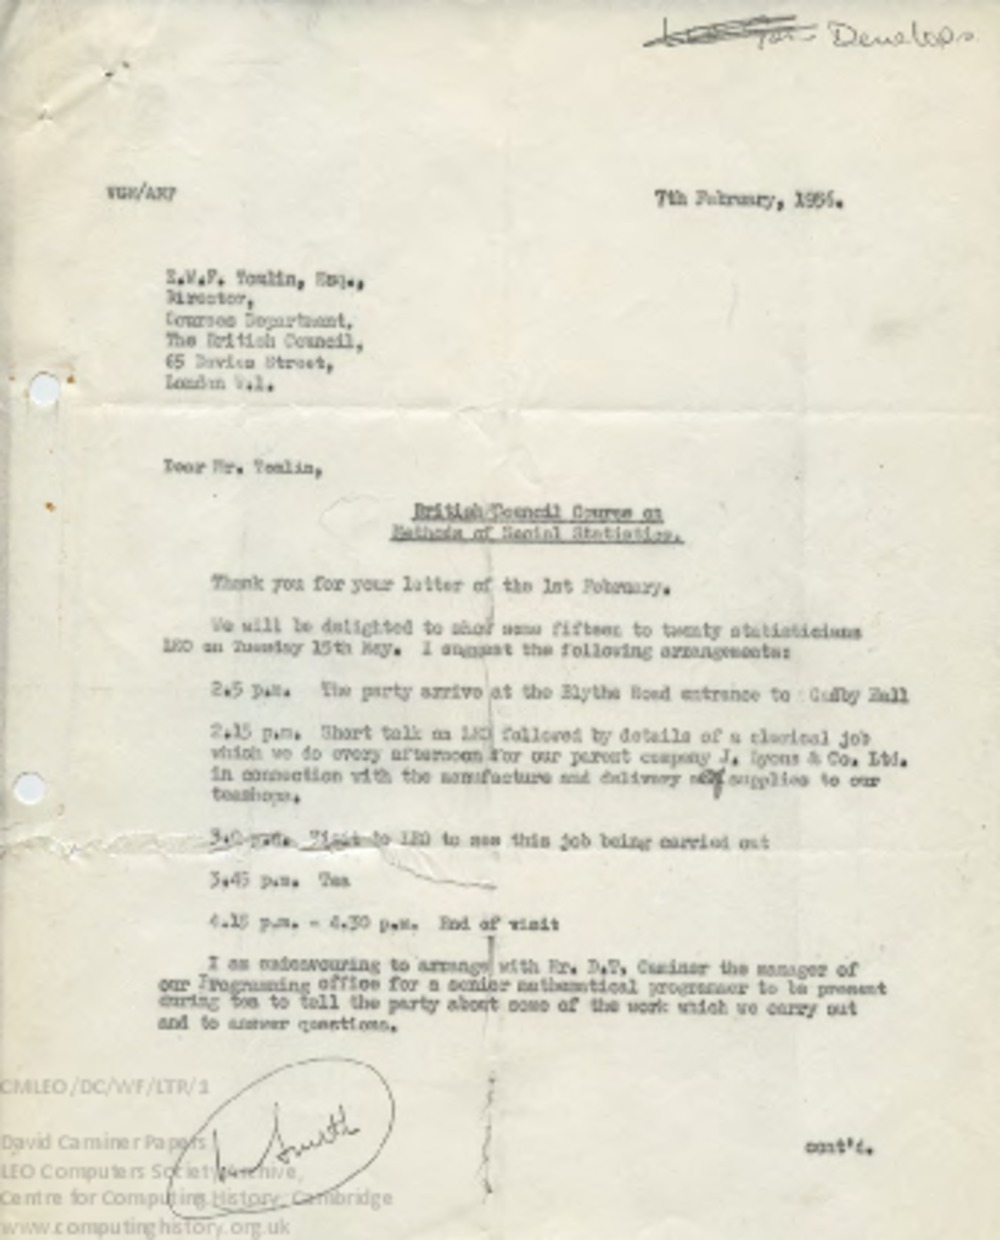 Develops
7th February, 1956.
E.W.F. Tomlin, Esq.,
Director,
Courses Department,
The British Council,
65 Davies Street,
London W.1.
Dear Mr. Tomlin,
British Council Course on
Methods of Social Statistics.
Thank you for your letter of the 1st February.
We will be delighted to show some fifteen to twenty statisticians
LEO on Tuesday 15th May. I suggest the following arrangements:
2.5 p.m. The party arrive at the Blythe Road entrance to Cadby Hall
2.15 p.m. Short talk on LEO followed by details of a clerical job
which we do every afternoon for our parent company J. Lyons & Co. Ltd.
in connection with the manufacture and delivery of supplies to our
teashops.
3.0 p.m. Visit to LEO to see this job being carried out
3.45 p.m. Tea
4.15 p.m. - 4.30 p.m. End of visit
I am endeavouring to arrange with Mr. D.T. Caminer the manager of
our Programming office for a senior mathematical programmer to be present
during tea to tell the party about some of the work which we carry out
and to answer questions.
CMLEO/DC/WF/LTR/1
Smith
cont'd.
David Caminer Papers
LEO Computers Society Archive,
Centre for Computing History, Cambridge
www.computinghistory.org.uk